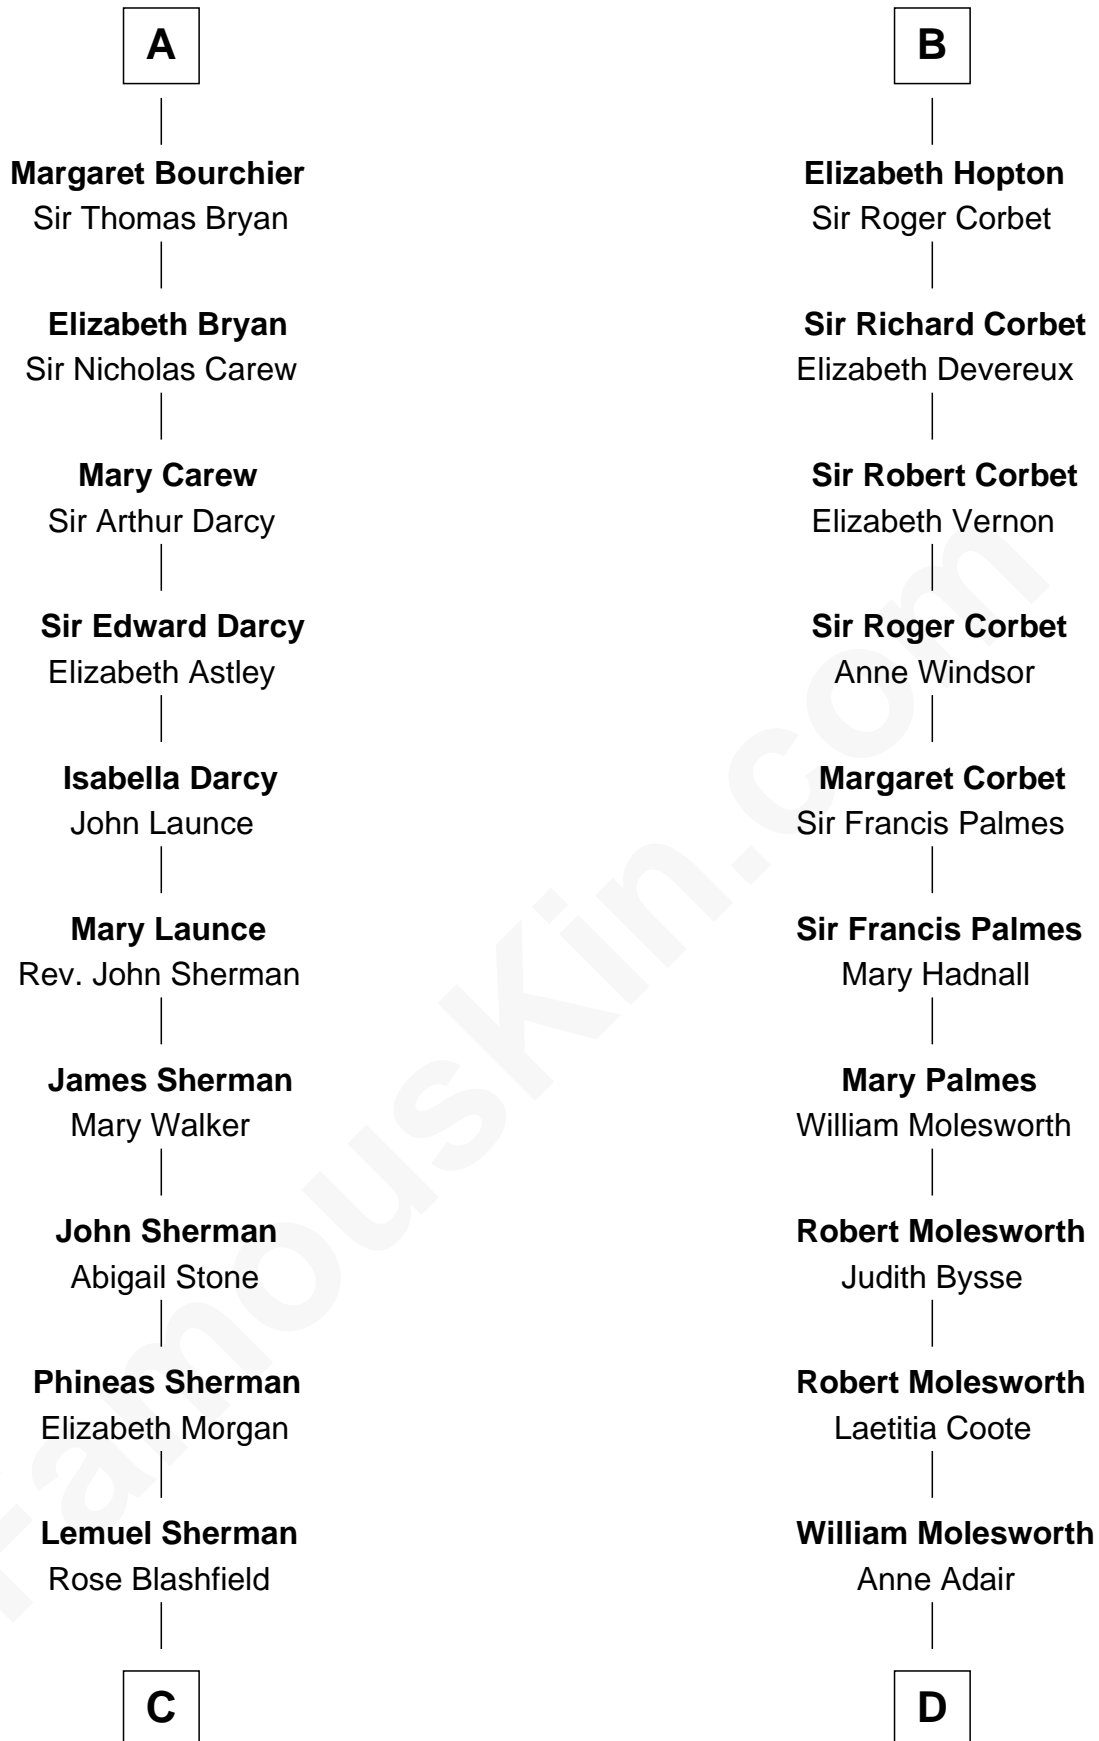 A
Margaret Bourchier
Sir Thomas Bryan
Elizabeth Bryan
Sir Nicholas Carew
Mary Carew
Sir Arthur Darcy
Sir Edward Darcy
Elizabeth Astley
Isabella Darcy
John Launce
Mary Launce
Rev. John Sherman
James Sherman
Mary Walker
John Sherman
Abigail Stone
Phineas Sherman
Elizabeth Morgan
Lemuel Sherman
Rose Blashfield
C
B
Elizabeth Hopton
Sir Roger Corbet
Sir Richard Corbet
Elizabeth Devereux
Sir Robert Corbet
Elizabeth Vernon
Sir Roger Corbet
Anne Windsor
Margaret Corbet
Sir Francis Palmes
Sir Francis Palmes
Mary Hadnall
Mary Palmes
William Molesworth
Robert Molesworth
Judith Bysse
Robert Molesworth
Laetitia Coote
William Molesworth
Anne Adair
D
FamousKin.com